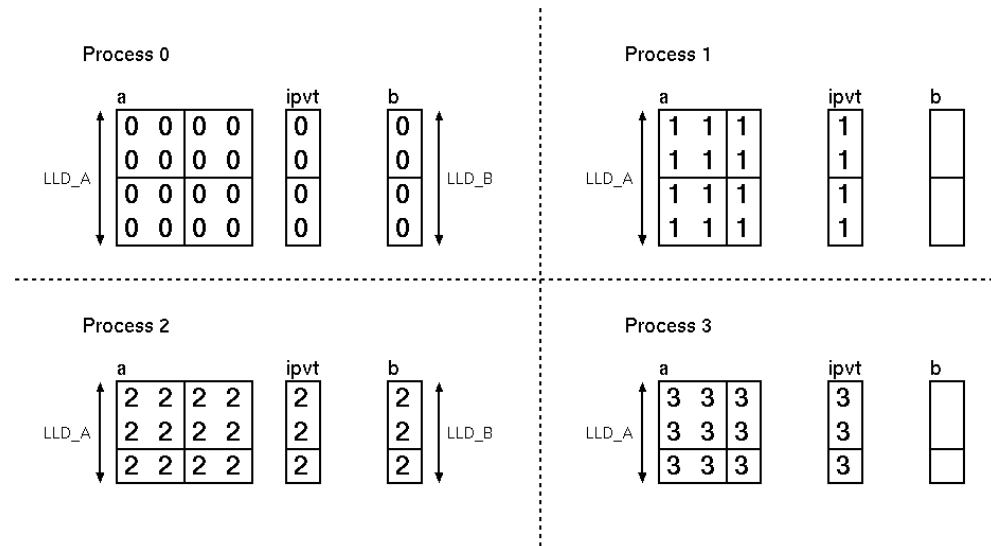 Process 0
a ipvt b
0 0 0 0 0 0
LLD_A 0 0 0 0 0 0 LLD_B
0 0 0 0 0 0
0 0 0 0 0 0
Process 1
a ipvt b
1 1 1 1
LLD_A 1 1 1 1
1 1 1 1
1 1 1 1
Process 2
a ipvt b
2 2 2 2 2 2
LLD_A 2 2 2 2 2 2 LLD_B
2 2 2 2 2 2
Process 3
a ipvt b
3 3 3 3
LLD_A 3 3 3 3
3 3 3 3